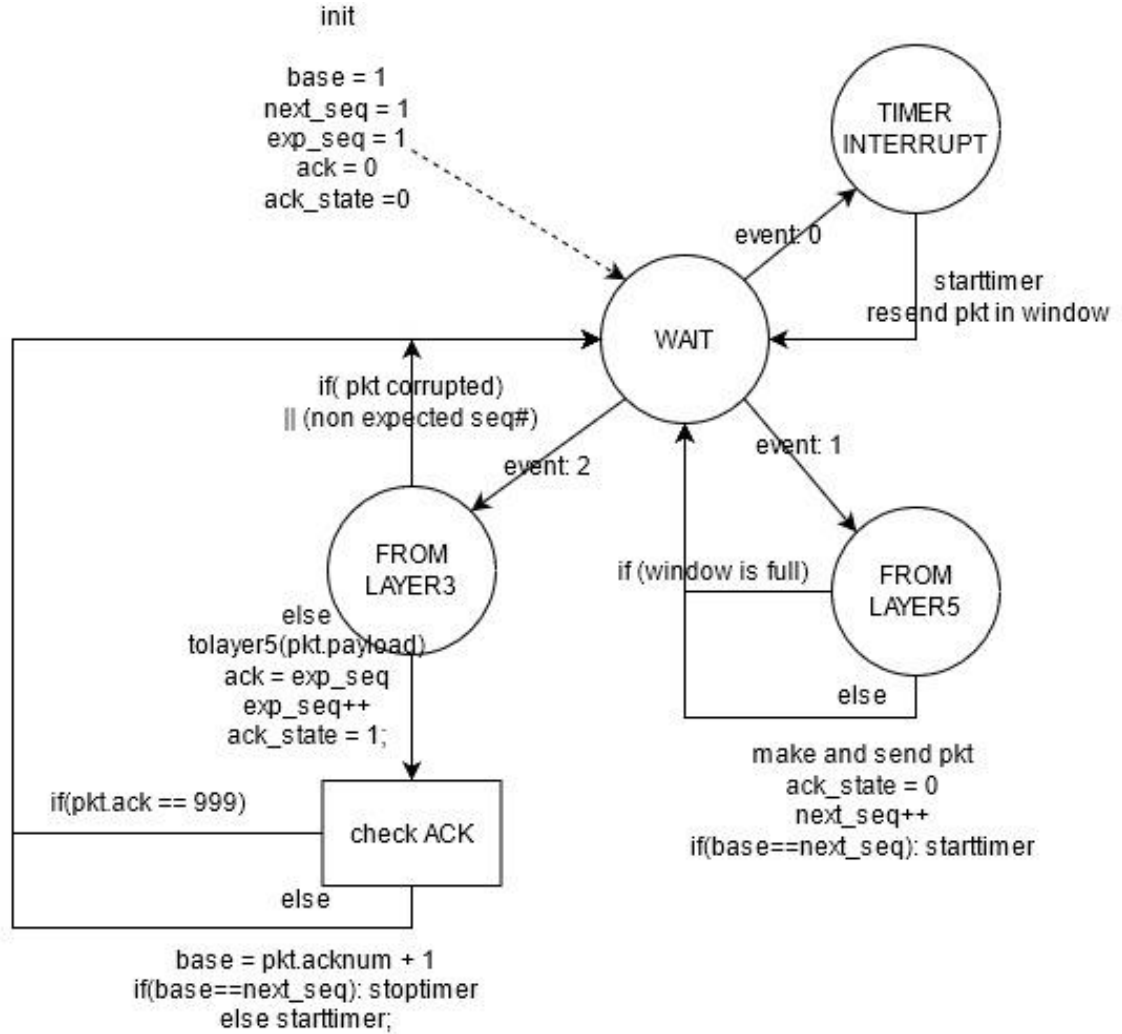 init
base = 1
next_seq = 1
exp_seq = 1
ack = 0
ack_state =0
TIMER
INTERRUPT
event: 0
starttimer
resend pkt in window
WAIT
if( pkt corrupted)
|| (non expected seq#)
event: 2
event: 1
FROM
LAYER3
if (window is full)
FROM
LAYER5
else
tolayer5(pkt.payload)
ack = exp_seq
exp_seq++
ack_state = 1;
else
make and send pkt
ack_state = 0
next_seq++
if(base==next_seq): starttimer
if(pkt.ack == 999)
check ACK
else
base = pkt.acknum + 1
if(base==next_seq): stoptimer
else starttimer;